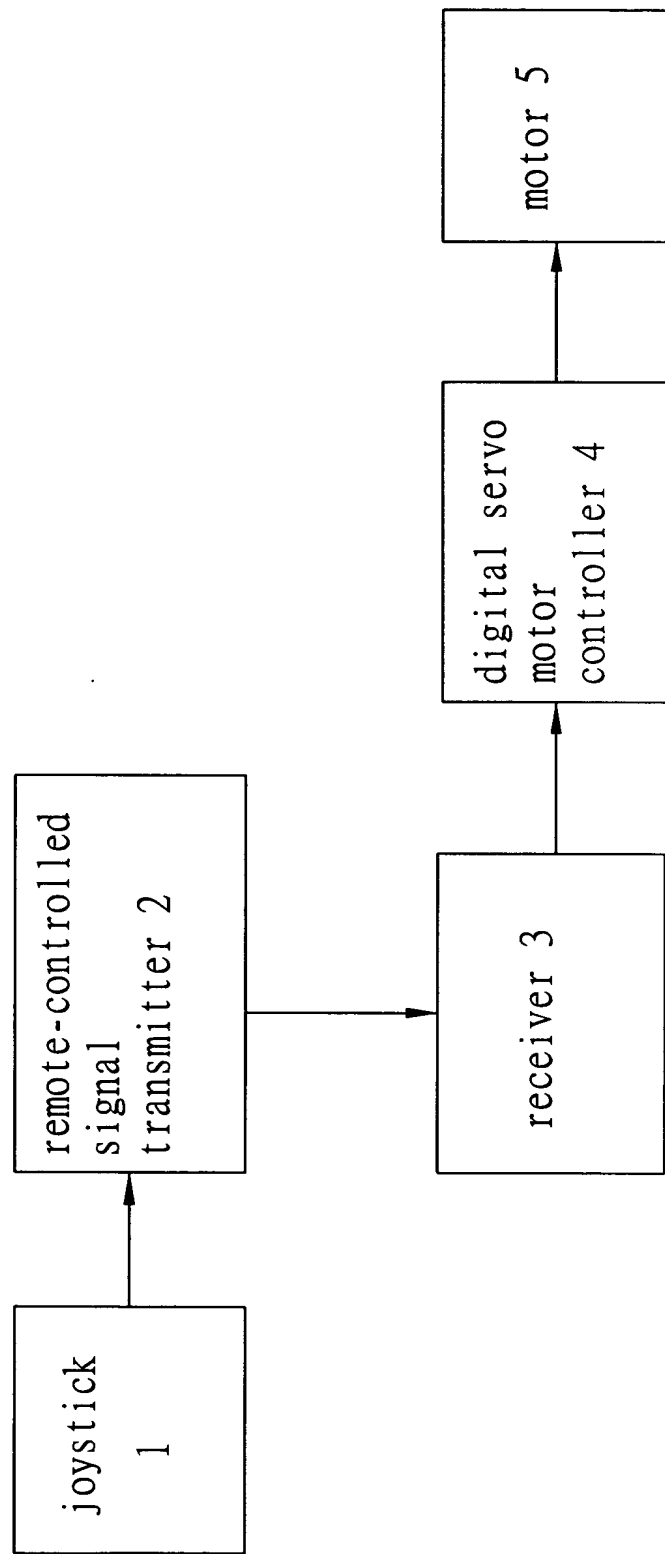 joystick
1
remote-controlled
signal
transmitter 2
receiver 3
digital servo
motor
controller 4
motor 5